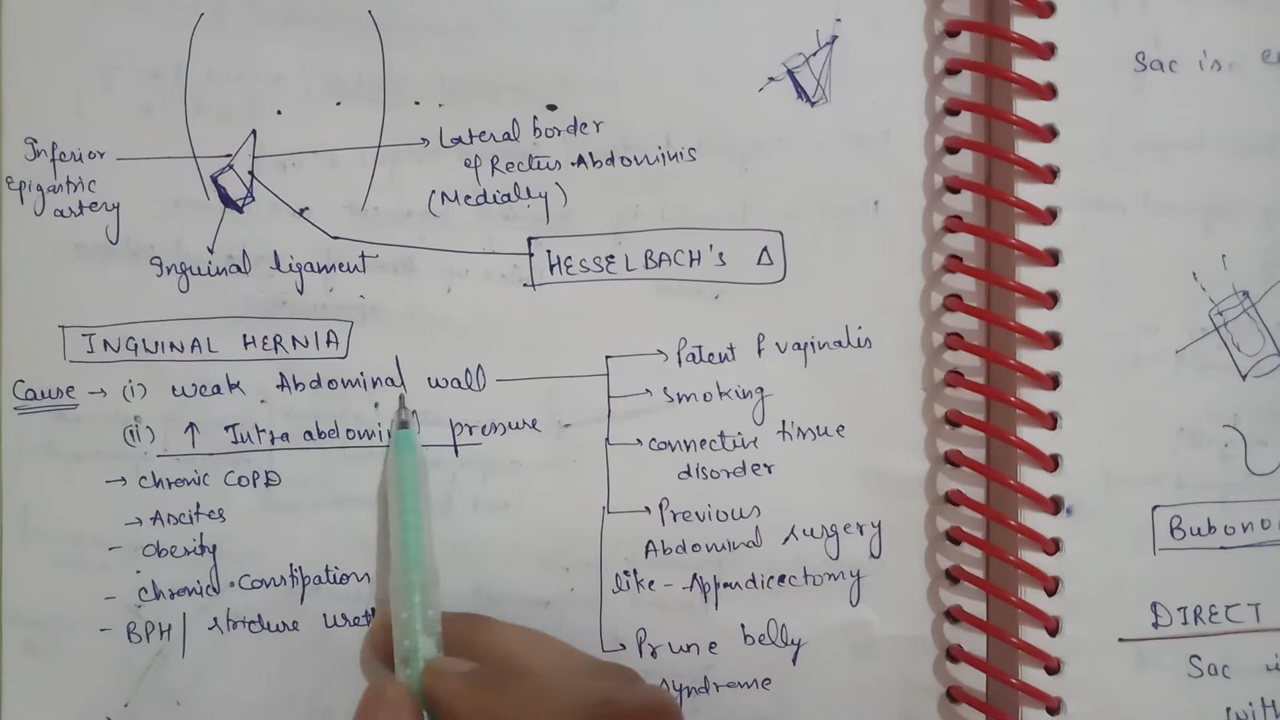 Inferior
epigastric
artery
Lateral border
of Rectus Abdominis
(Medially)
Inguinal ligament
HESSELBACH'S Δ
INGUINAL HERNIA
Cause → (i) weak Abdominal wall
(ii) ↑ Intra abdomi pressure
→ chronic COPD
→ Ascites
- Obesity
- chronic constipation
- BPH / stricture uret
→ Patent P vaginalis
→ smoking
→ connective tissue
disorder
→ Previous
Abdominal surgery
like - Appendicectomy
→ Prune belly
syndrome
Sac is
Bubono
DIRECT
Sac i
wit